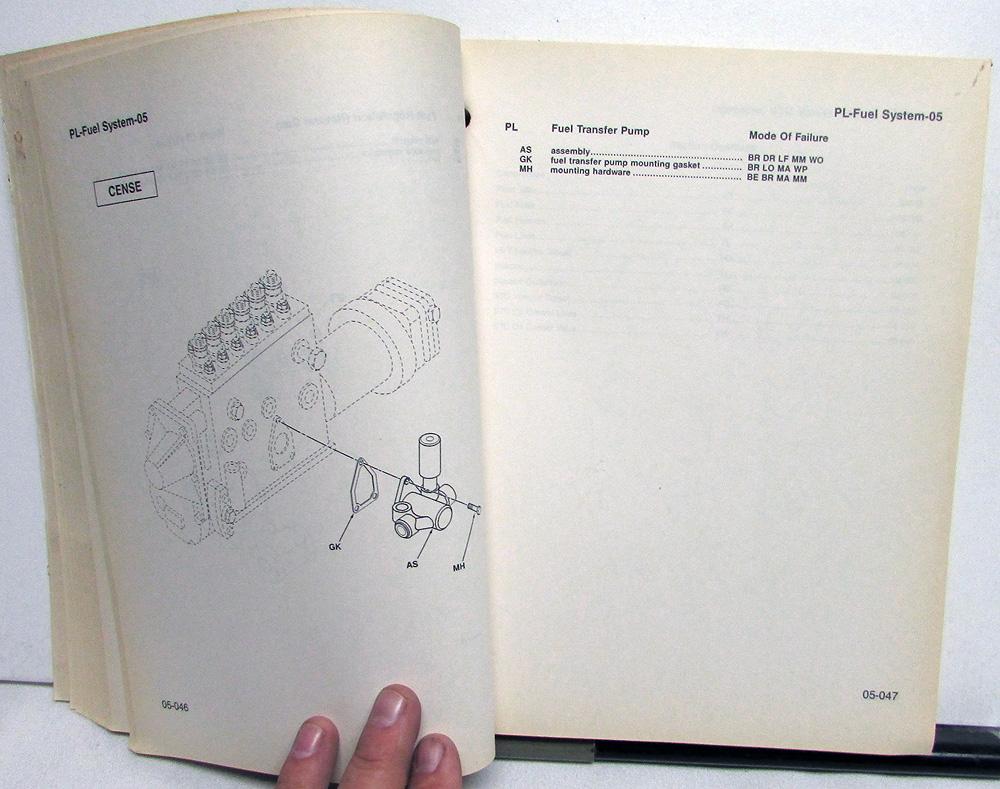 PL-Fuel System-05
CENSE
GK
AS
MH
05-046
PL-Fuel System-05
PL Fuel Transfer Pump Mode Of Failure
AS assembly.......................................................... BR DR LF MM WO
GK fuel transfer pump mounting gasket ............. BR LO MA WP
MH mounting hardware ..................................... BE BR MA MM
05-047